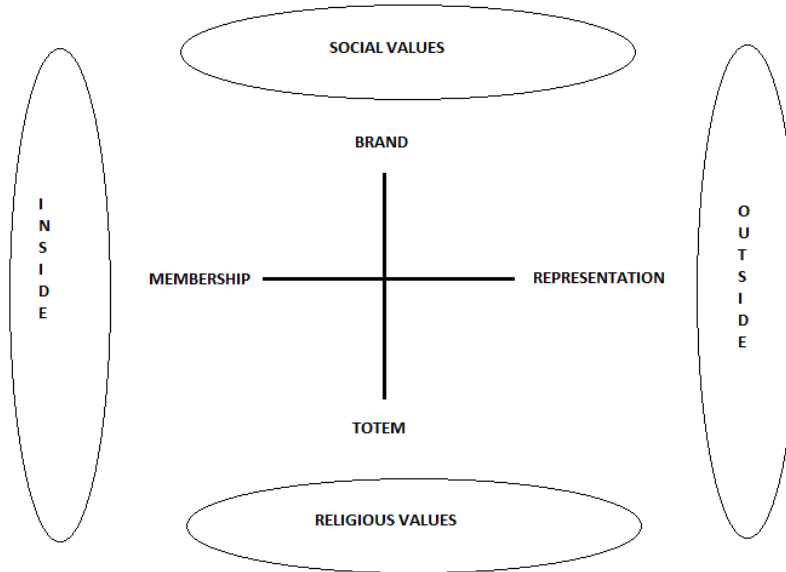 SOCIAL VALUES
BRAND
INSIDE
OUTSIDE
MEMBERSHIP
REPRESENTATION
TOTEM
RELIGIOUS VALUES